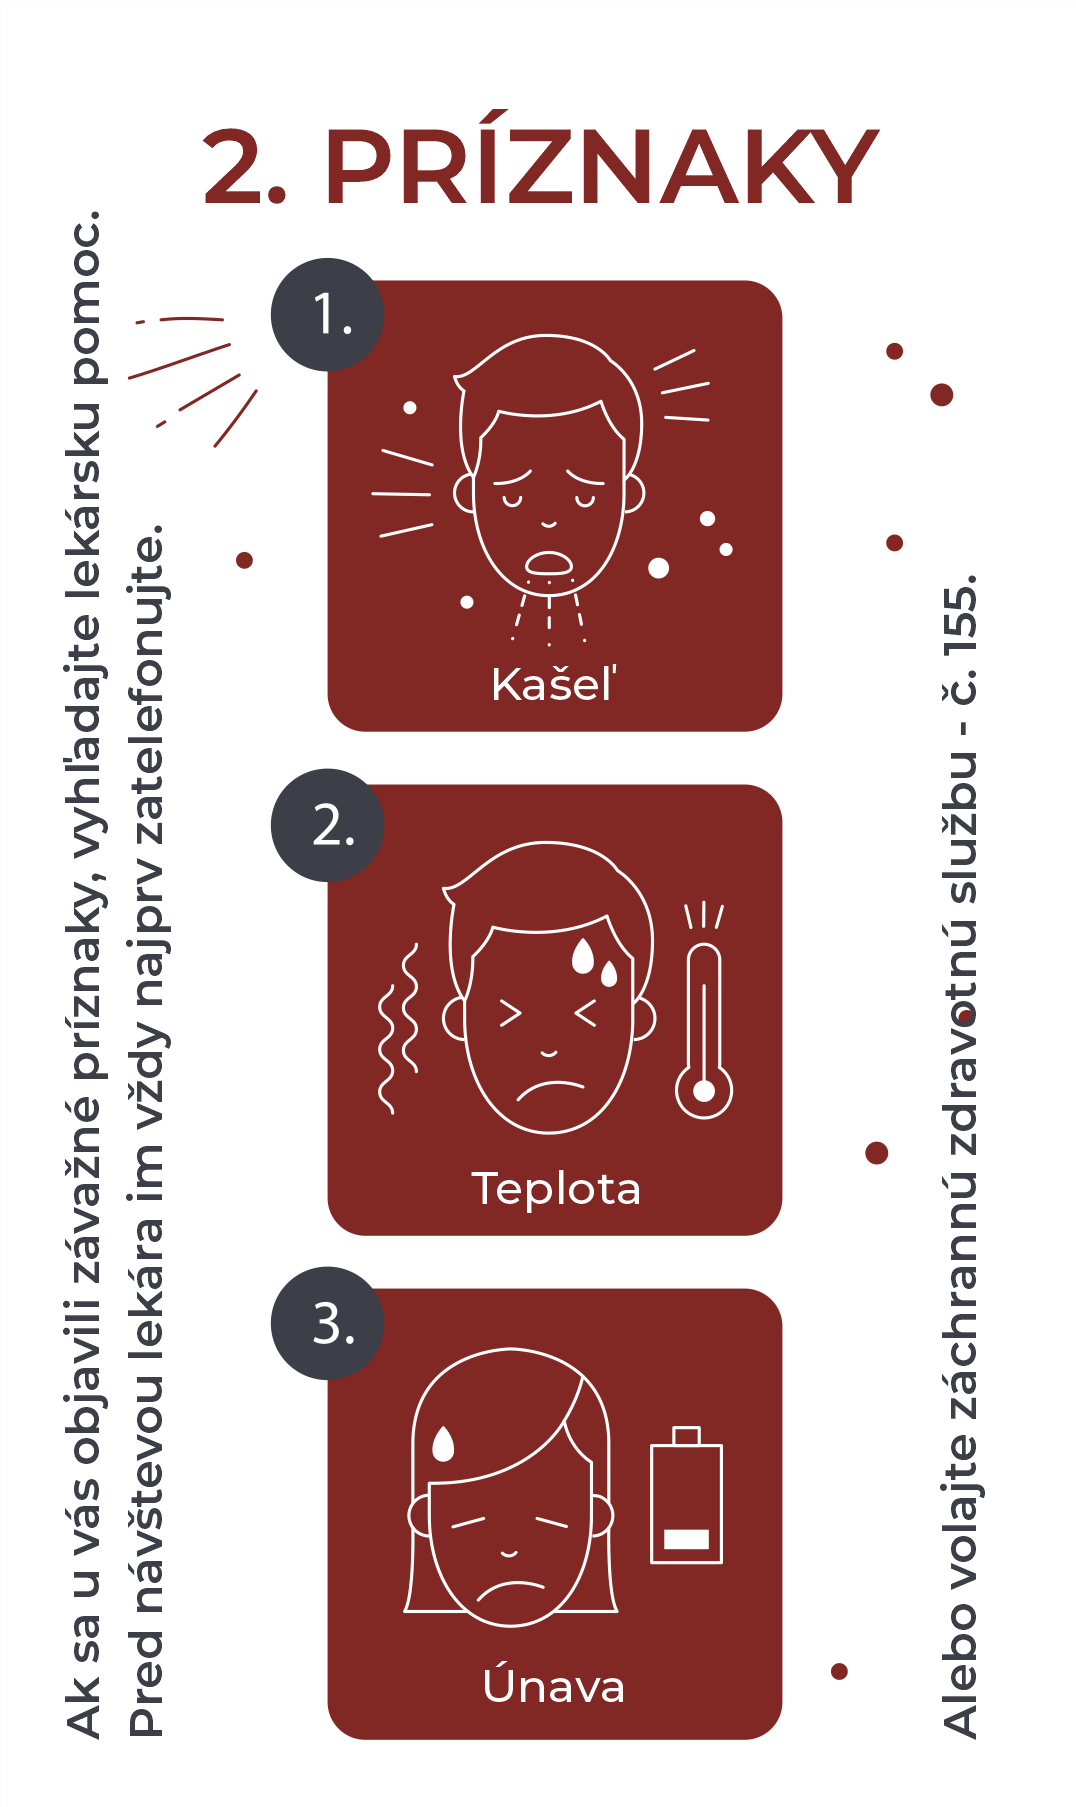 2. PRÍZNAKY
Ak sa u vás objavili závažné príznaky, vyhľadajte lekársku pomoc.
Pred návštevou lekára im vždy najprv zatelefonujte.
1.
Kašeľ
2.
Teplota
3.
Únava
Alebo volajte záchrannú zdravotnú službu - č. 155.